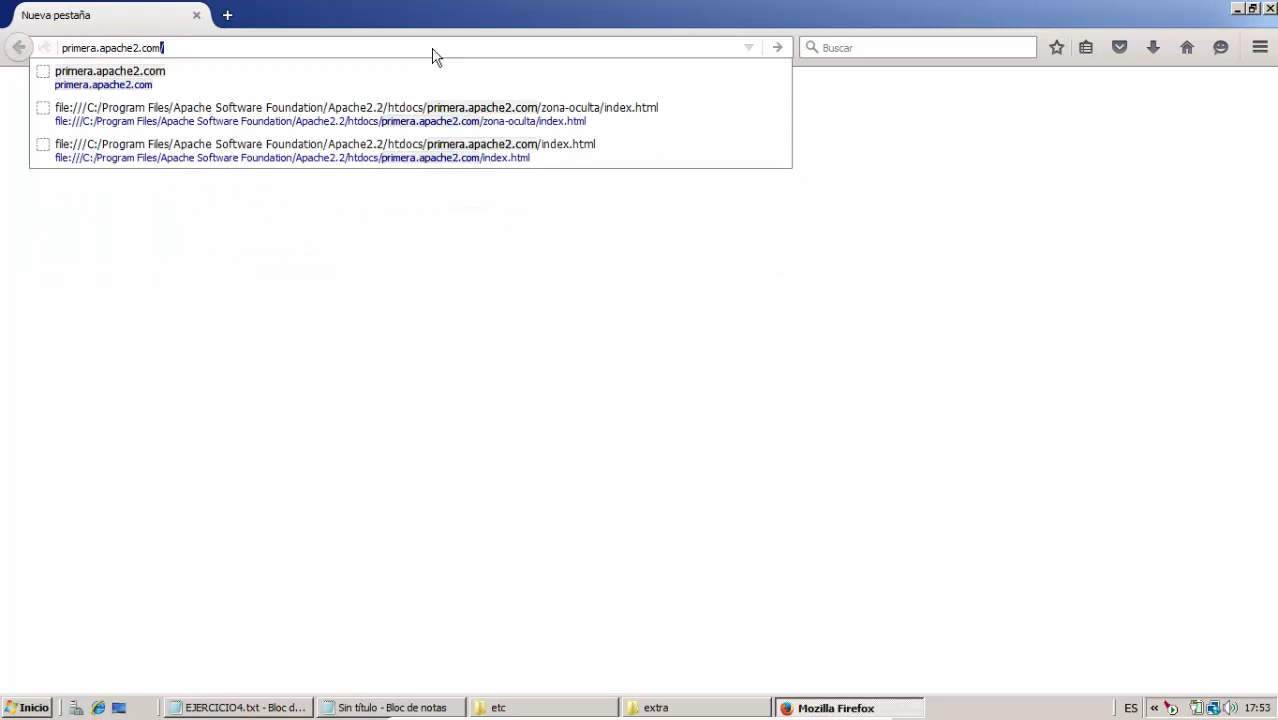 Nueva pestaña
primera.apache2.com/
Buscar
primera.apache2.com
primera.apache2.com
file:///C:/Program Files/Apache Software Foundation/Apache2.2/htdocs/primera.apache2.com/zona-oculta/index.html
file:///C:/Program Files/Apache Software Foundation/Apache2.2/htdocs/primera.apache2.com/zona-oculta/index.html
file:///C:/Program Files/Apache Software Foundation/Apache2.2/htdocs/primera.apache2.com/index.html
file:///C:/Program Files/Apache Software Foundation/Apache2.2/htdocs/primera.apache2.com/index.html
Inicio
EJERCICIO4.txt - Bloc d...
Sin título - Bloc de notas
etc
extra
Mozilla Firefox
ES
17:53